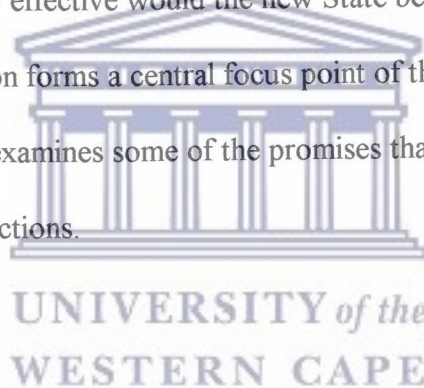 effective would the new State be
on forms a central focus point of th
examines some of the promises tha
ctions.
UNIVERSITY of the
WESTERN CAPE